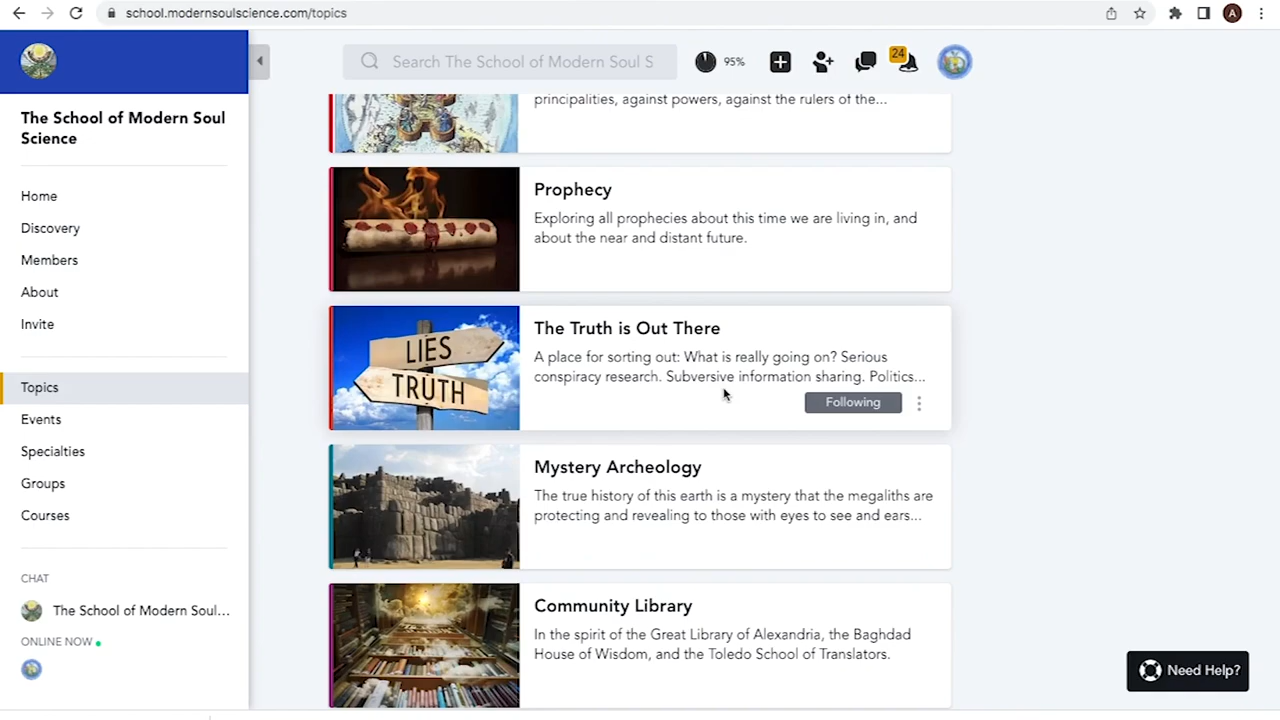 school.modernsoulscience.com/topics
A
Search The School of Modern Soul S
95%
24
The School of Modern Soul
Science
Home
Discovery
Members
About
Invite
Topics
Events
Specialties
Groups
Courses
CHAT
The School of Modern Soul...
ONLINE NOW
principalities, against powers, against the rulers of the...
Prophecy
Exploring all prophecies about this time we are living in, and
about the near and distant future.
LIES
TRUTH
The Truth is Out There
A place for sorting out: What is really going on? Serious
conspiracy research. Subversive information sharing. Politics...
Following
Mystery Archeology
The true history of this earth is a mystery that the megaliths are
protecting and revealing to those with eyes to see and ears...
Community Library
In the spirit of the Great Library of Alexandria, the Baghdad
House of Wisdom, and the Toledo School of Translators.
Need Help?